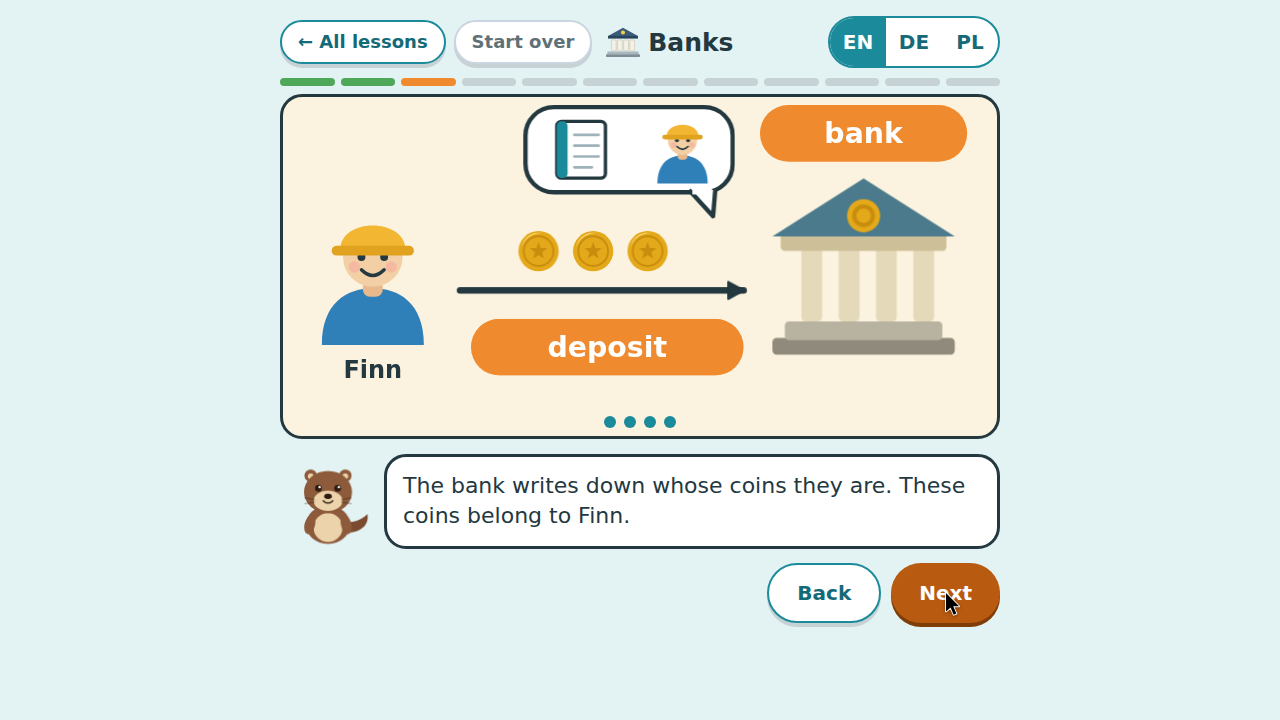 ← All lessons
Start over
Banks
EN
DE
PL
bank
deposit
Finn
The bank writes down whose coins they are. These
coins belong to Finn.
Back
Next